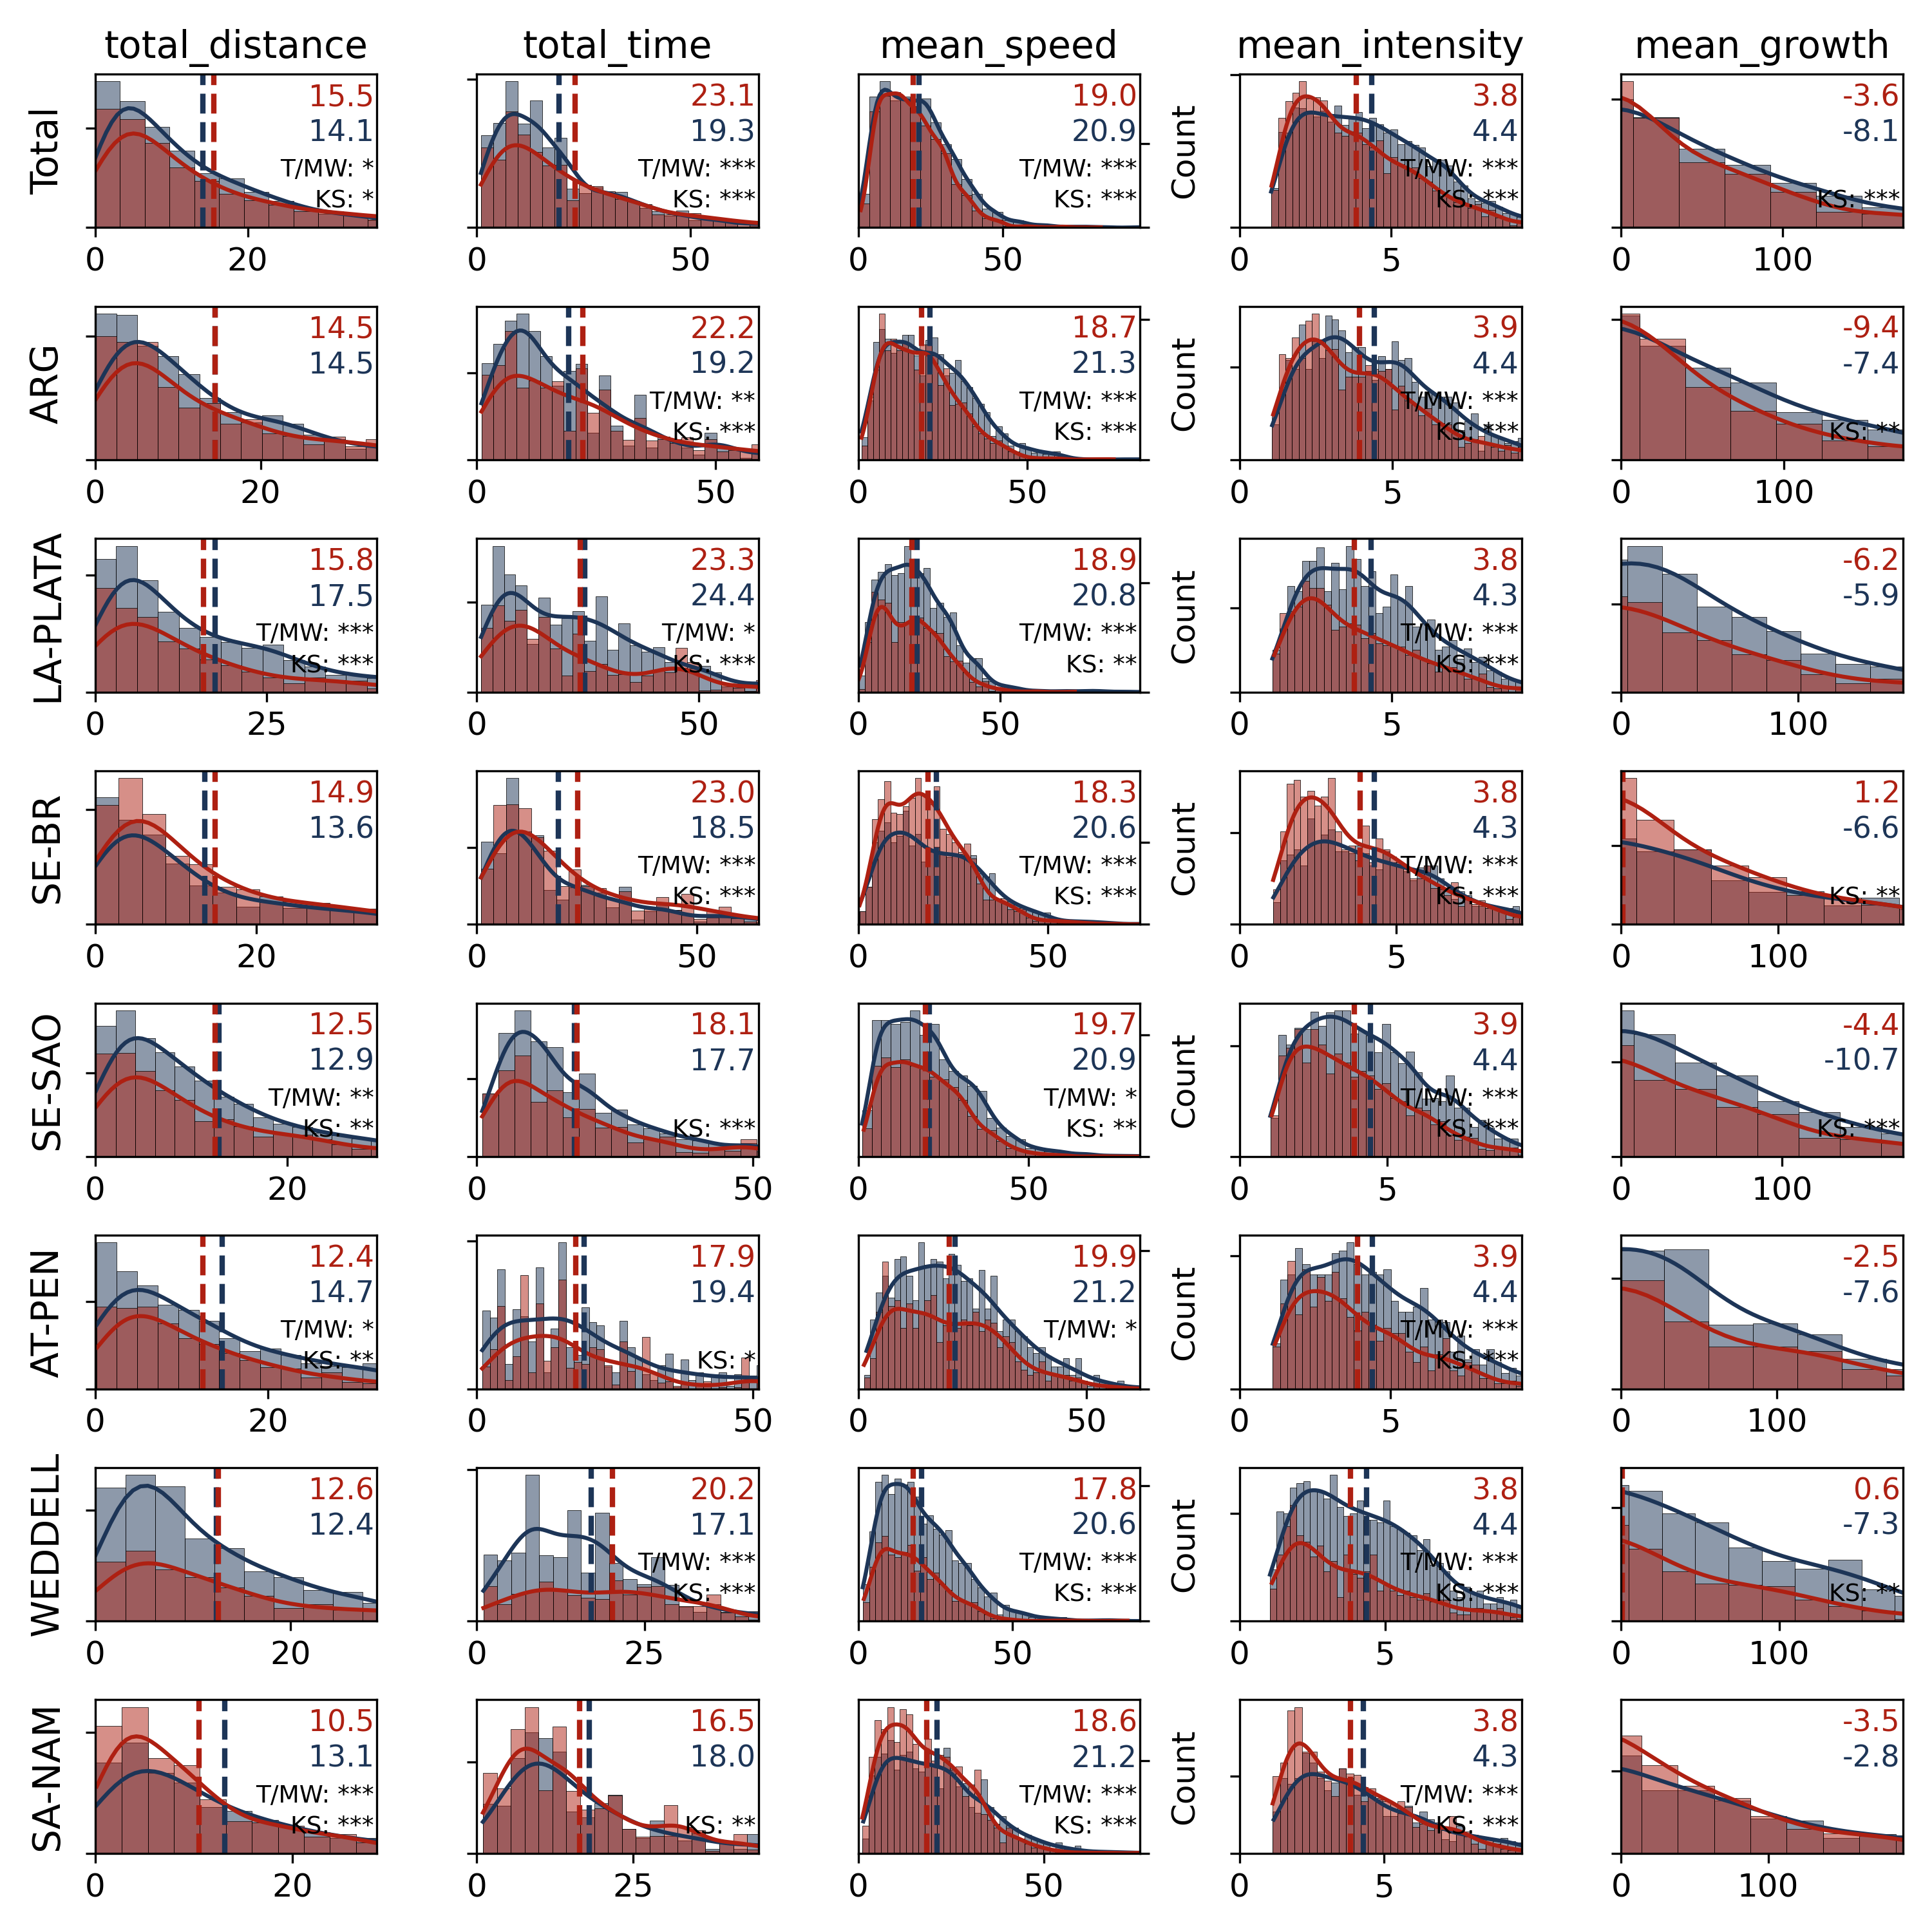 total_distance total_time mean_speed mean_intensity mean_growth
Total
15.5
14.1
T/MW: *
KS: *
0 20
23.1
19.3
T/MW: ***
KS: ***
0 50
19.0
20.9
T/MW: ***
KS: ***
0 50
Count
3.8
4.4
T/MW: ***
KS: ***
0 5
-3.6
-8.1
KS: ***
0 100
ARG
14.5
14.5
0 20
22.2
19.2
T/MW: **
KS: ***
0 50
18.7
21.3
T/MW: ***
KS: ***
0 50
Count
3.9
4.4
T/MW: ***
KS: ***
0 5
-9.4
-7.4
KS: **
0 100
LA-PLATA
15.8
17.5
T/MW: ***
KS: ***
0 25
23.3
24.4
T/MW: *
KS: ***
0 50
18.9
20.8
T/MW: ***
KS: **
0 50
Count
3.8
4.3
T/MW: ***
KS: ***
0 5
-6.2
-5.9
0 100
SE-BR
14.9
13.6
0 20
23.0
18.5
T/MW: ***
KS: ***
0 50
18.3
20.6
T/MW: ***
KS: ***
0 50
Count
3.8
4.3
T/MW: ***
KS: ***
0 5
1.2
-6.6
KS: **
0 100
SE-SAO
12.5
12.9
T/MW: **
KS: ***
0 20
18.1
17.7
KS: ***
0 50
19.7
20.9
T/MW: *
KS: **
0 50
Count
3.9
4.4
T/MW: ***
KS: ***
0 5
-4.4
-10.7
KS: ***
0 100
AT-PEN
12.4
14.7
T/MW: *
KS: **
0 20
17.9
19.4
KS: *
0 50
19.9
21.2
T/MW: *
0 50
Count
3.9
4.4
T/MW: ***
KS: ***
0 5
-2.5
-7.6
0 100
WEDDELL
12.6
12.4
0 20
20.2
17.1
T/MW: ***
KS: ***
0 25
17.8
20.6
T/MW: ***
KS: ***
0 50
Count
3.8
4.4
T/MW: ***
KS: ***
0 5
0.6
-7.3
KS: **
0 100
SA-NAM
10.5
13.1
T/MW: ***
KS: ***
0 20
16.5
18.0
KS: **
0 25
18.6
21.2
T/MW: ***
KS: ***
0 50
Count
3.8
4.3
T/MW: ***
KS: ***
0 5
-3.5
-2.8
0 100